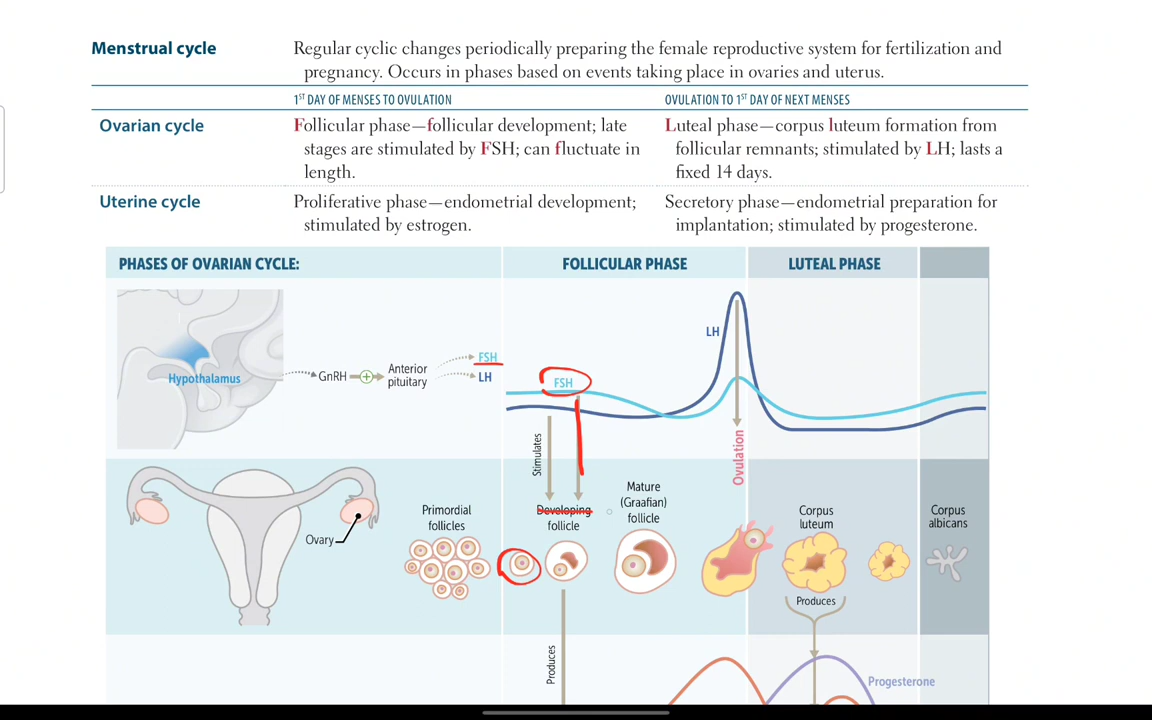 Menstrual cycle
Regular cyclic changes periodically preparing the female reproductive system for fertilization and
pregnancy. Occurs in phases based on events taking place in ovaries and uterus.
1ST DAY OF MENSES TO OVULATION
OVULATION TO 1ST DAY OF NEXT MENSES
Ovarian cycle
Follicular phase—follicular development; late
stages are stimulated by FSH; can fluctuate in
length.
Luteal phase—corpus luteum formation from
follicular remnants; stimulated by LH; lasts a
fixed 14 days.
Uterine cycle
Proliferative phase—endometrial development;
stimulated by estrogen.
Secretory phase—endometrial preparation for
implantation; stimulated by progesterone.
PHASES OF OVARIAN CYCLE:
FOLLICULAR PHASE
LUTEAL PHASE
Hypothalamus
GnRH
+
Anterior
pituitary
FSH
LH
FSH
LH
Stimulates
Ovulation
Ovary
Primordial
follicles
Developing
follicle
Mature
(Graafian)
follicle
Corpus
luteum
Corpus
albicans
Produces
Produces
Progesterone